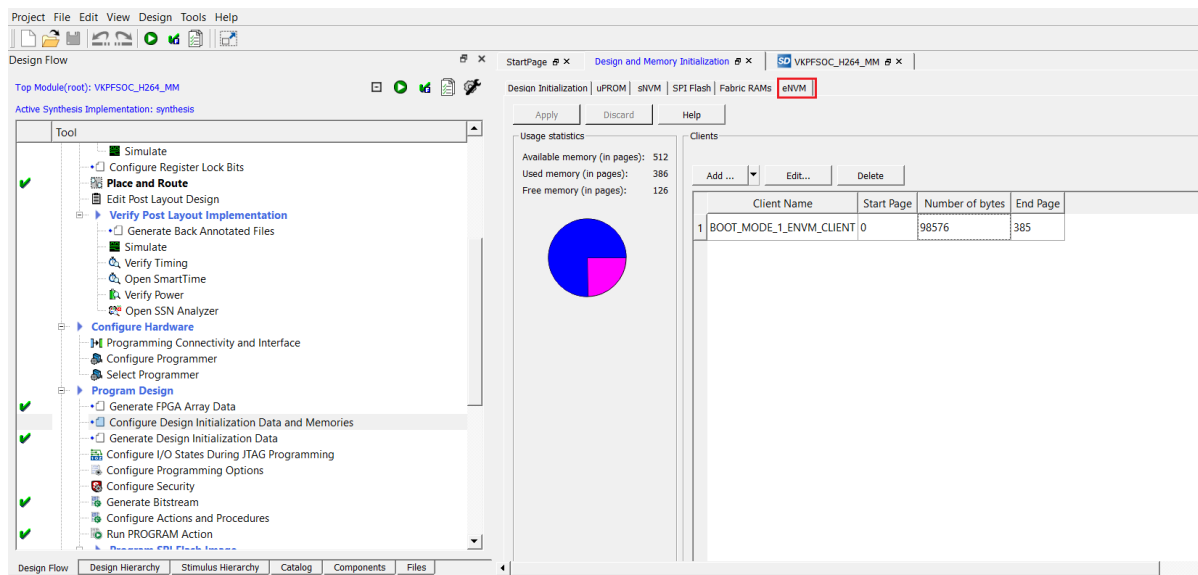 Project File Edit View Design Tools Help
Design Flow
Top Module(root): VKPFSOC_H264_MM
Active Synthesis Implementation: synthesis
Tool
Simulate
Configure Register Lock Bits
Place and Route
Edit Post Layout Design
Verify Post Layout Implementation
Generate Back Annotated Files
Simulate
Verify Timing
Open SmartTime
Verify Power
Open SSN Analyzer
Configure Hardware
Programming Connectivity and Interface
Configure Programmer
Select Programmer
Program Design
Generate FPGA Array Data
Configure Design Initialization Data and Memories
Generate Design Initialization Data
Configure I/O States During JTAG Programming
Configure Programming Options
Configure Security
Generate Bitstream
Configure Actions and Procedures
Run PROGRAM Action
Program SPI Flash Image
Design Flow Design Hierarchy Stimulus Hierarchy Catalog Components Files
StartPage Design and Memory Initialization SD VKPFSOC_H264_MM
Design Initialization uPROM sNVM SPI Flash Fabric RAMs eNVM
Apply Discard Help
Usage statistics
Available memory (in pages): 512
Used memory (in pages): 386
Free memory (in pages): 126
Clients
Add ... Edit... Delete
Client Name Start Page Number of bytes End Page
1 BOOT_MODE_1_ENVM_CLIENT 0 98576 385